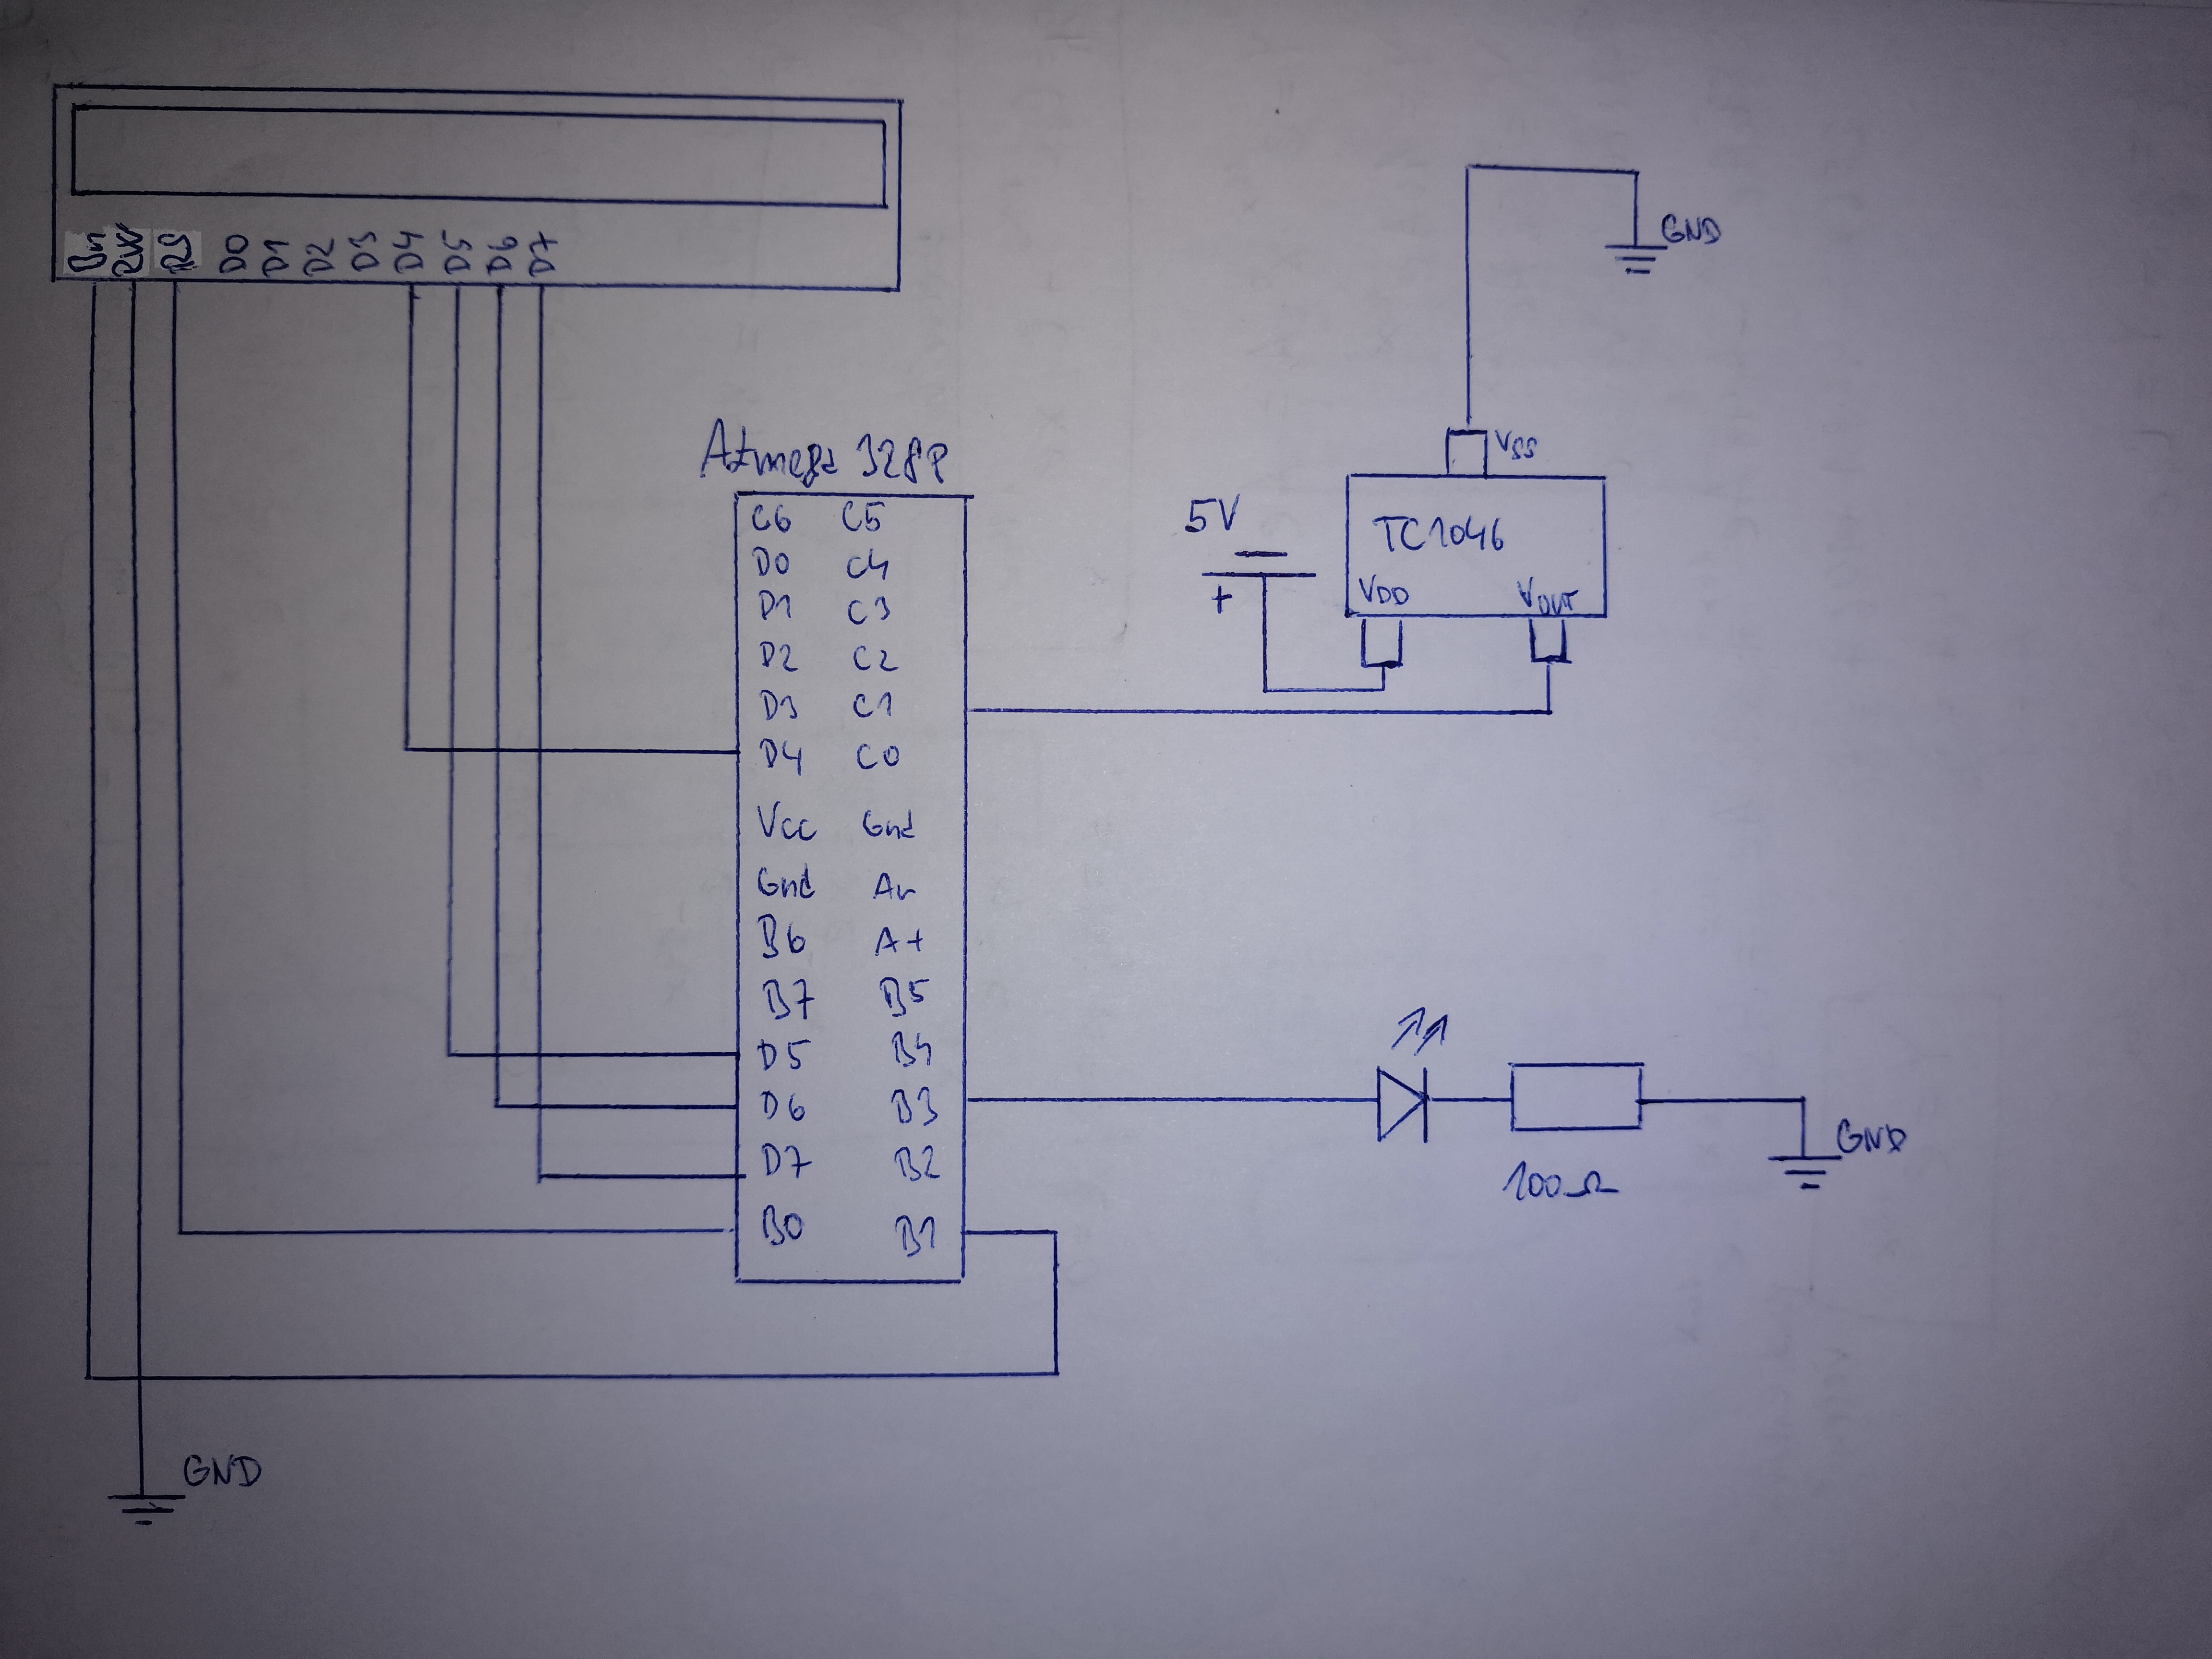 En RW RS D0 D1 D2 D3 D4 D5 D6 D7
GND
VSS
TC1046
VDD VOUT
5V
+
Atmega 328P
C6 C5
D0 C4
D1 C3
D2 C2
D3 C1
D4 C0
Vcc Gnd
Gnd Ar
B6 A+
B7 B5
D5 B4
D6 B3
D7 B2
B0 B1
100Ω
GND
GND